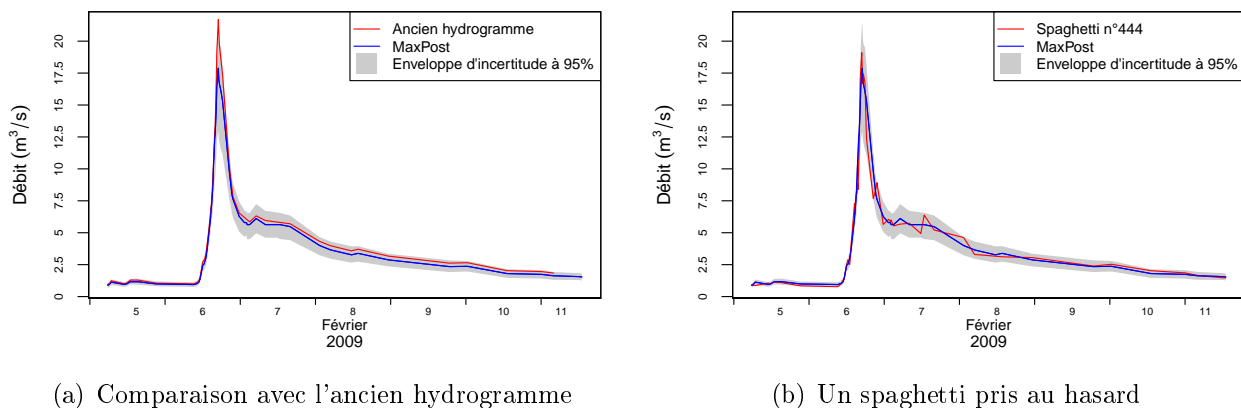 Ancien hydrogramme
MaxPost
Enveloppe d'incertitude à 95%
Débit (m³/s)
0 2.5 5 7.5 10 12.5 15 17.5 20
5 6 7 8 9 10 11
Février
2009
(a) Comparaison avec l'ancien hydrogramme
Spaghetti n°444
MaxPost
Enveloppe d'incertitude à 95%
Débit (m³/s)
0 2.5 5 7.5 10 12.5 15 17.5 20
5 6 7 8 9 10 11
Février
2009
(b) Un spaghetti pris au hasard